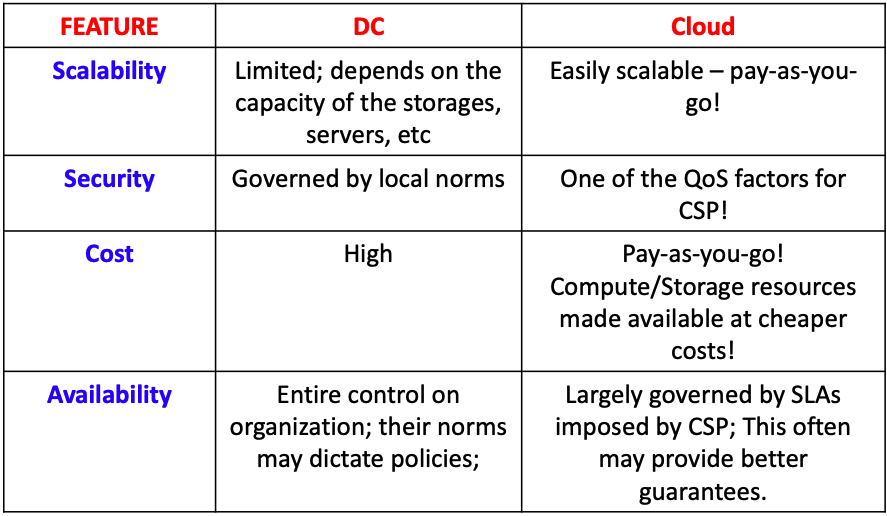 FEATURE
DC
Cloud
Scalability
Limited; depends on the
capacity of the storages,
servers, etc
Easily scalable – pay-as-you-
go!
Security
Governed by local norms
One of the QoS factors for
CSP!
Cost
High
Pay-as-you-go!
Compute/Storage resources
made available at cheaper
costs!
Availability
Entire control on
organization; their norms
may dictate policies;
Largely governed by SLAs
imposed by CSP; This often
may provide better
guarantees.